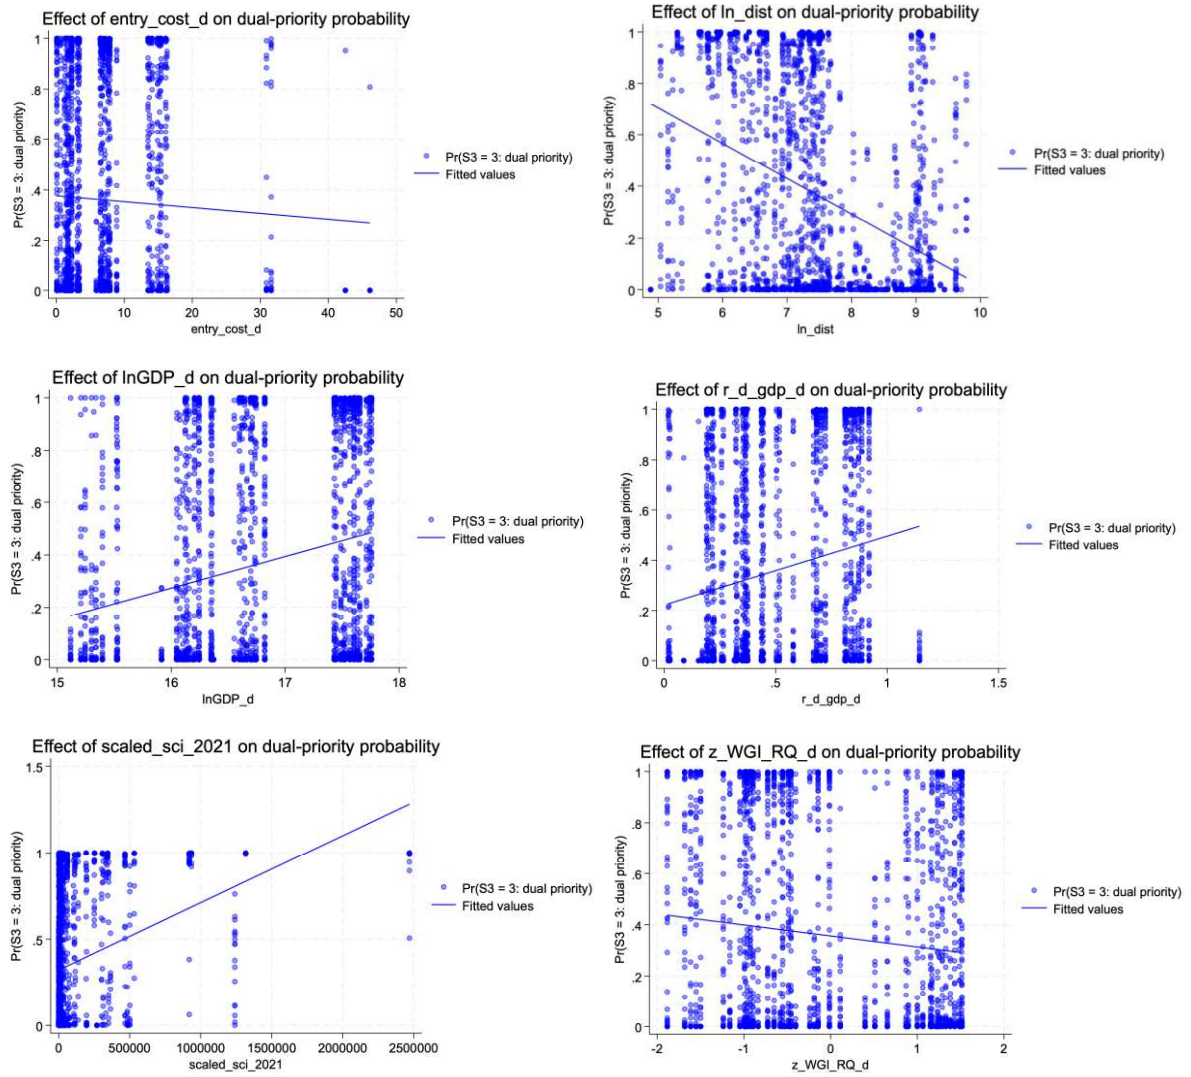 Effect of entry_cost_d on dual-priority probability
Pr(S3 = 3: dual priority)
1
.8
.6
.4
.2
0
0 10 20 30 40 50
entry_cost_d
Pr(S3 = 3: dual priority)
Fitted values
Effect of ln_dist on dual-priority probability
Pr(S3 = 3: dual priority)
1
.8
.6
.4
.2
0
5 6 7 8 9 10
ln_dist
Pr(S3 = 3: dual priority)
Fitted values
Effect of lnGDP_d on dual-priority probability
Pr(S3 = 3: dual priority)
1
.8
.6
.4
.2
0
15 16 17 18
lnGDP_d
Pr(S3 = 3: dual priority)
Fitted values
Effect of r_d_gdp_d on dual-priority probability
Pr(S3 = 3: dual priority)
1
.8
.6
.4
.2
0
0 .5 1 1.5
r_d_gdp_d
Pr(S3 = 3: dual priority)
Fitted values
Effect of scaled_sci_2021 on dual-priority probability
Pr(S3 = 3: dual priority)
1.5
1
.5
0
0 500000 1000000 1500000 2000000 2500000
scaled_sci_2021
Pr(S3 = 3: dual priority)
Fitted values
Effect of z_WGI_RQ_d on dual-priority probability
Pr(S3 = 3: dual priority)
1
.8
.6
.4
.2
0
-2 -1 0 1 2
z_WGI_RQ_d
Pr(S3 = 3: dual priority)
Fitted values